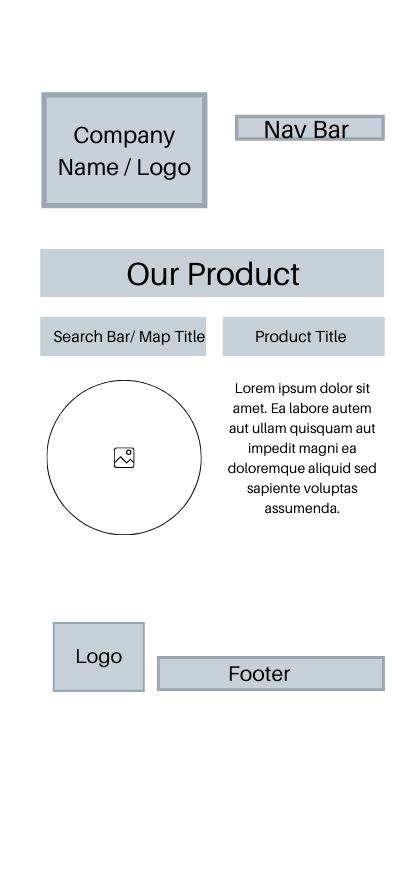 Company
Name / Logo
Nav Bar
Our Product
Search Bar/ Map Title
Product Title
Lorem ipsum dolor sit
amet. Ea labore autem
aut ullam quisquam aut
impedit magni ea
doloremque aliquid sed
sapiente voluptas
assumenda.
Logo
Footer